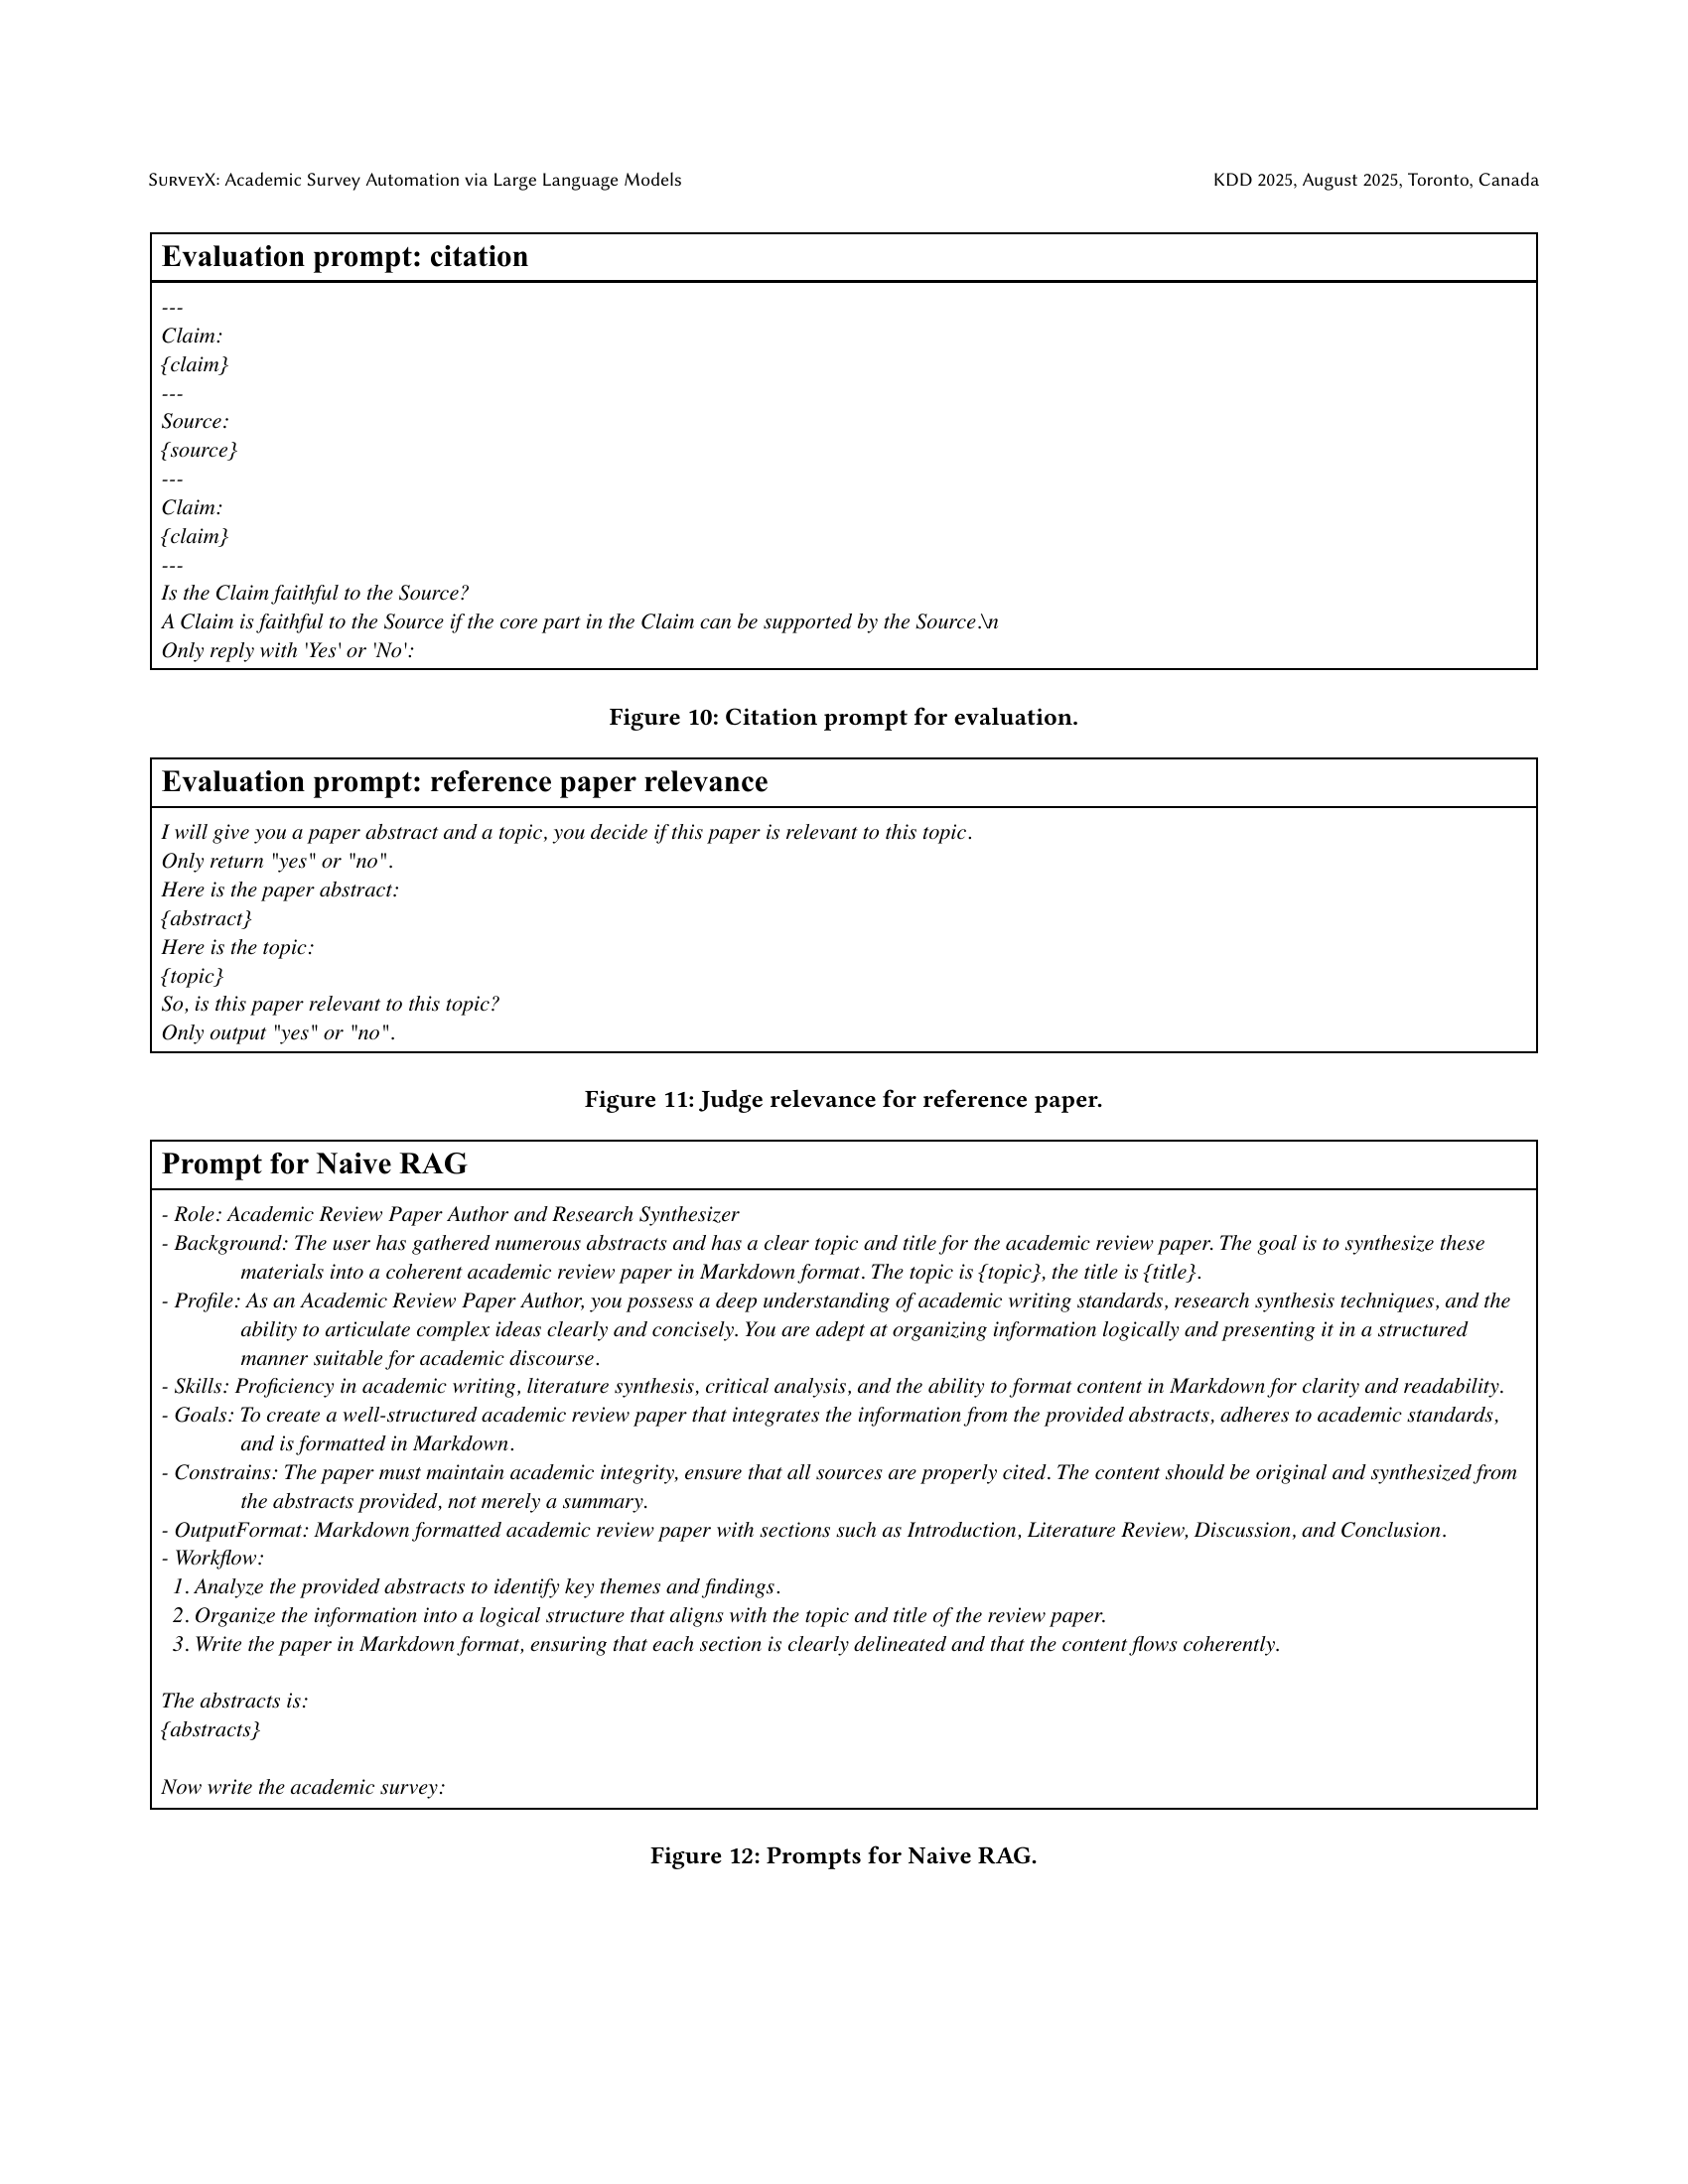 SurveyX: Academic Survey Automation via Large Language Models
KDD 2025, August 2025, Toronto, Canada
Evaluation prompt: citation
---
Claim:
{claim}
---
Source:
{source}
---
Claim:
{claim}
---
Is the Claim faithful to the Source?
A Claim is faithful to the Source if the core part in the Claim can be supported by the Source.\n
Only reply with 'Yes' or 'No':
Figure 10: Citation prompt for evaluation.
Evaluation prompt: reference paper relevance
I will give you a paper abstract and a topic, you decide if this paper is relevant to this topic.
Only return "yes" or "no".
Here is the paper abstract:
{abstract}
Here is the topic:
{topic}
So, is this paper relevant to this topic?
Only output "yes" or "no".
Figure 11: Judge relevance for reference paper.
Prompt for Naive RAG
- Role: Academic Review Paper Author and Research Synthesizer
- Background: The user has gathered numerous abstracts and has a clear topic and title for the academic review paper. The goal is to synthesize these
materials into a coherent academic review paper in Markdown format. The topic is {topic}, the title is {title}.
- Profile: As an Academic Review Paper Author, you possess a deep understanding of academic writing standards, research synthesis techniques, and the
ability to articulate complex ideas clearly and concisely. You are adept at organizing information logically and presenting it in a structured
manner suitable for academic discourse.
- Skills: Proficiency in academic writing, literature synthesis, critical analysis, and the ability to format content in Markdown for clarity and readability.
- Goals: To create a well-structured academic review paper that integrates the information from the provided abstracts, adheres to academic standards,
and is formatted in Markdown.
- Constrains: The paper must maintain academic integrity, ensure that all sources are properly cited. The content should be original and synthesized from
the abstracts provided, not merely a summary.
- OutputFormat: Markdown formatted academic review paper with sections such as Introduction, Literature Review, Discussion, and Conclusion.
- Workflow:
1. Analyze the provided abstracts to identify key themes and findings.
2. Organize the information into a logical structure that aligns with the topic and title of the review paper.
3. Write the paper in Markdown format, ensuring that each section is clearly delineated and that the content flows coherently.
The abstracts is:
{abstracts}
Now write the academic survey:
Figure 12: Prompts for Naive RAG.